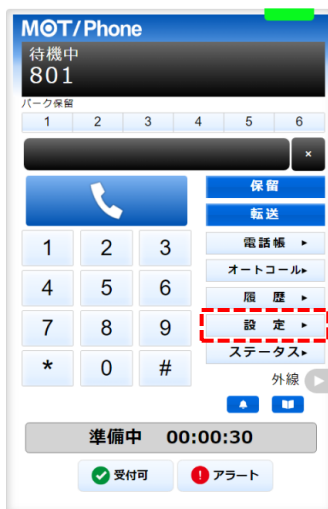 MOT/Phone
待機中
801
パーク保留
1 2 3 4 5 6
×
保留
転送
1 2 3
電話帳
オートコール
4 5 6
履歴
7 8 9
設定
ステータス
* 0 #
外線
準備中 00:00:30
受付可
アラート